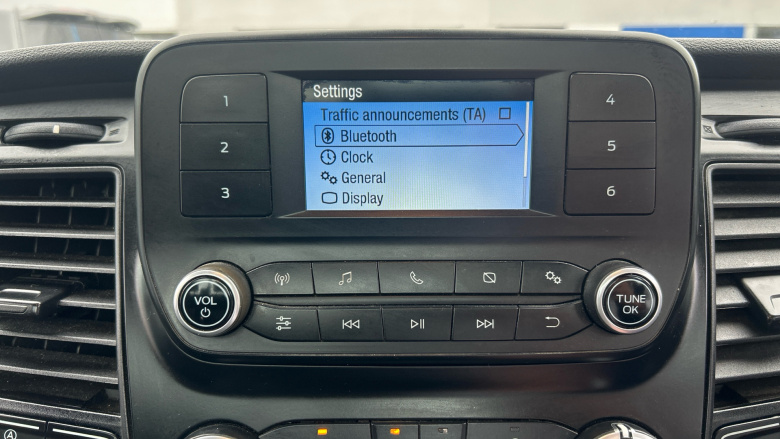 Settings
Traffic announcements (TA)
Bluetooth
Clock
General
Display
1
2
3
4
5
6
VOL
TUNE
OK
A